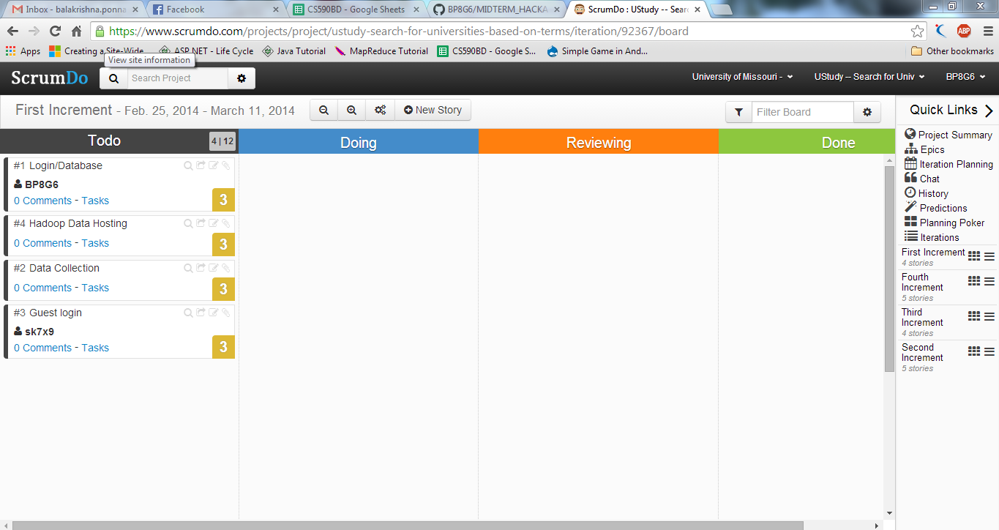 Inbox - balakrishna.ponna
Facebook
CS590BD - Google Sheets
BP8G6/MIDTERM_HACKA
ScrumDo : UStudy -- Sear
https://www.scrumdo.com/projects/project/ustudy-search-for-universities-based-on-terms/iteration/92367/board
ABP
Apps
Creating a Site-Wide
ASP.NET - Life Cycle
Java Tutorial
MapReduce Tutorial
CS590BD - Google S...
Simple Game in And...
Other bookmarks
View site information
ScrumDo
Search Project
University of Missouri -
UStudy -- Search for Univ
BP8G6
First Increment - Feb. 25, 2014 - March 11, 2014
New Story
Filter Board
Todo
4 | 12
Doing
Reviewing
Done
#1 Login/Database
BP8G6
0 Comments - Tasks
3
#4 Hadoop Data Hosting
0 Comments - Tasks
3
#2 Data Collection
0 Comments - Tasks
3
#3 Guest login
sk7x9
0 Comments - Tasks
3
Quick Links
Project Summary
Epics
Iteration Planning
Chat
History
Predictions
Planning Poker
Iterations
First Increment
4 stories
Fourth
Increment
5 stories
Third
Increment
4 stories
Second
Increment
5 stories